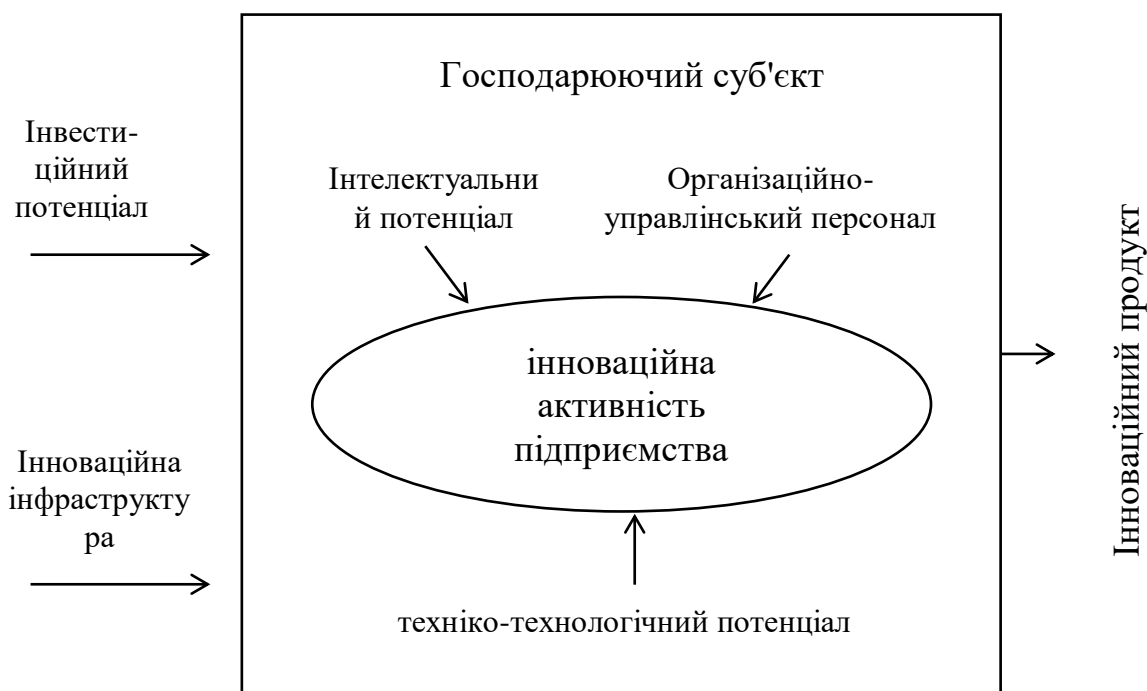 Господарюючий суб'єкт
Інвести-
ційний
потенціал
Інтелектуальни
й потенціал
Організаційно-
управлінський персонал
інноваційна
активність
підприємства
Інноваційна
інфраструкту
ра
техніко-технологічний потенціал
Інноваційний продукт